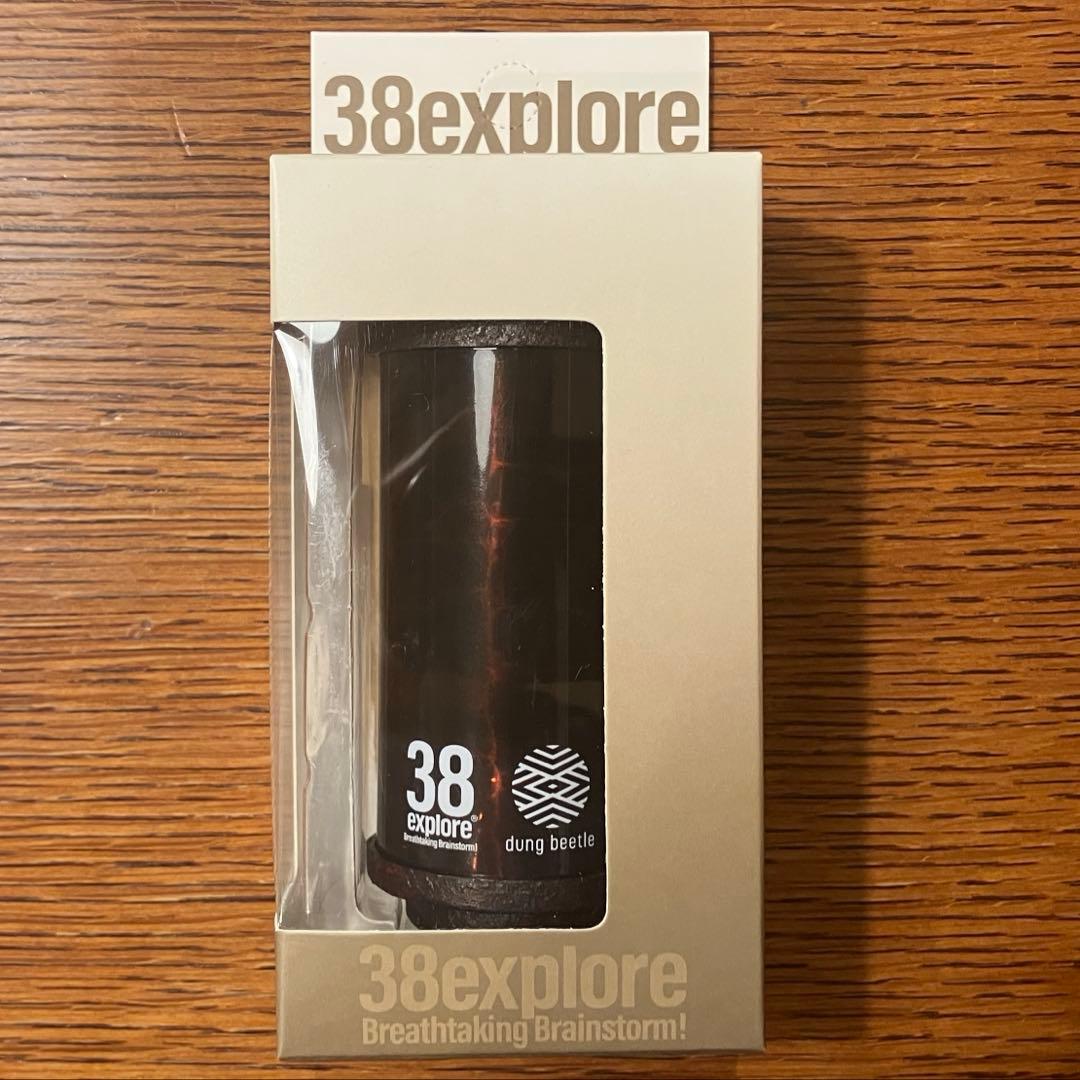 38explore
38
explore®
Breathtaking Brainstorm!
dung beetle
38explore
Breathtaking Brainstorm!